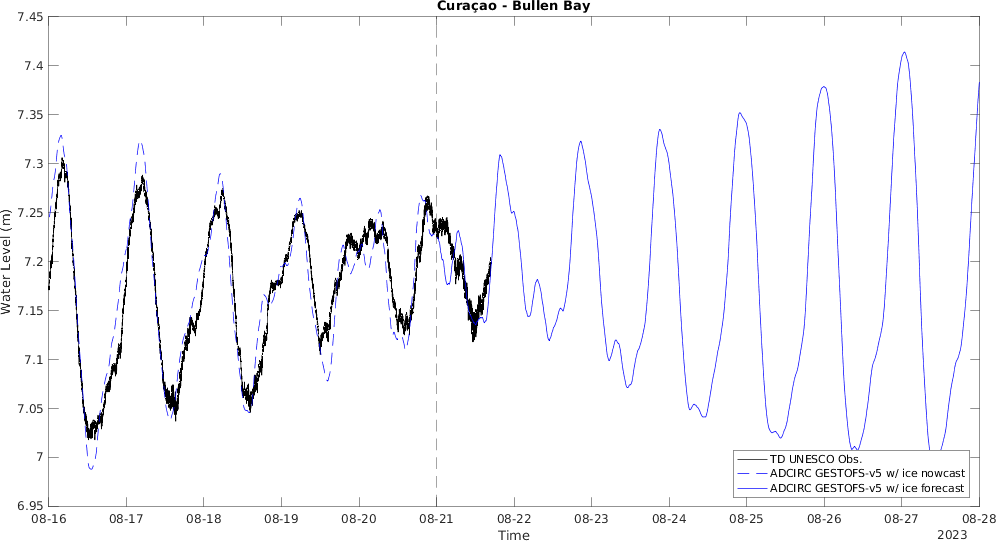 Curaçao - Bullen Bay
7.45
7.4
7.35
7.3
7.25
7.2
7.15
7.1
7.05
7
6.95
Water Level (m)
TD UNESCO Obs.
ADCIRC GESTOFS-v5 w/ ice nowcast
ADCIRC GESTOFS-v5 w/ ice forecast
08-16 08-17 08-18 08-19 08-20 08-21 08-22 08-23 08-24 08-25 08-26 08-27 08-28
Time
2023